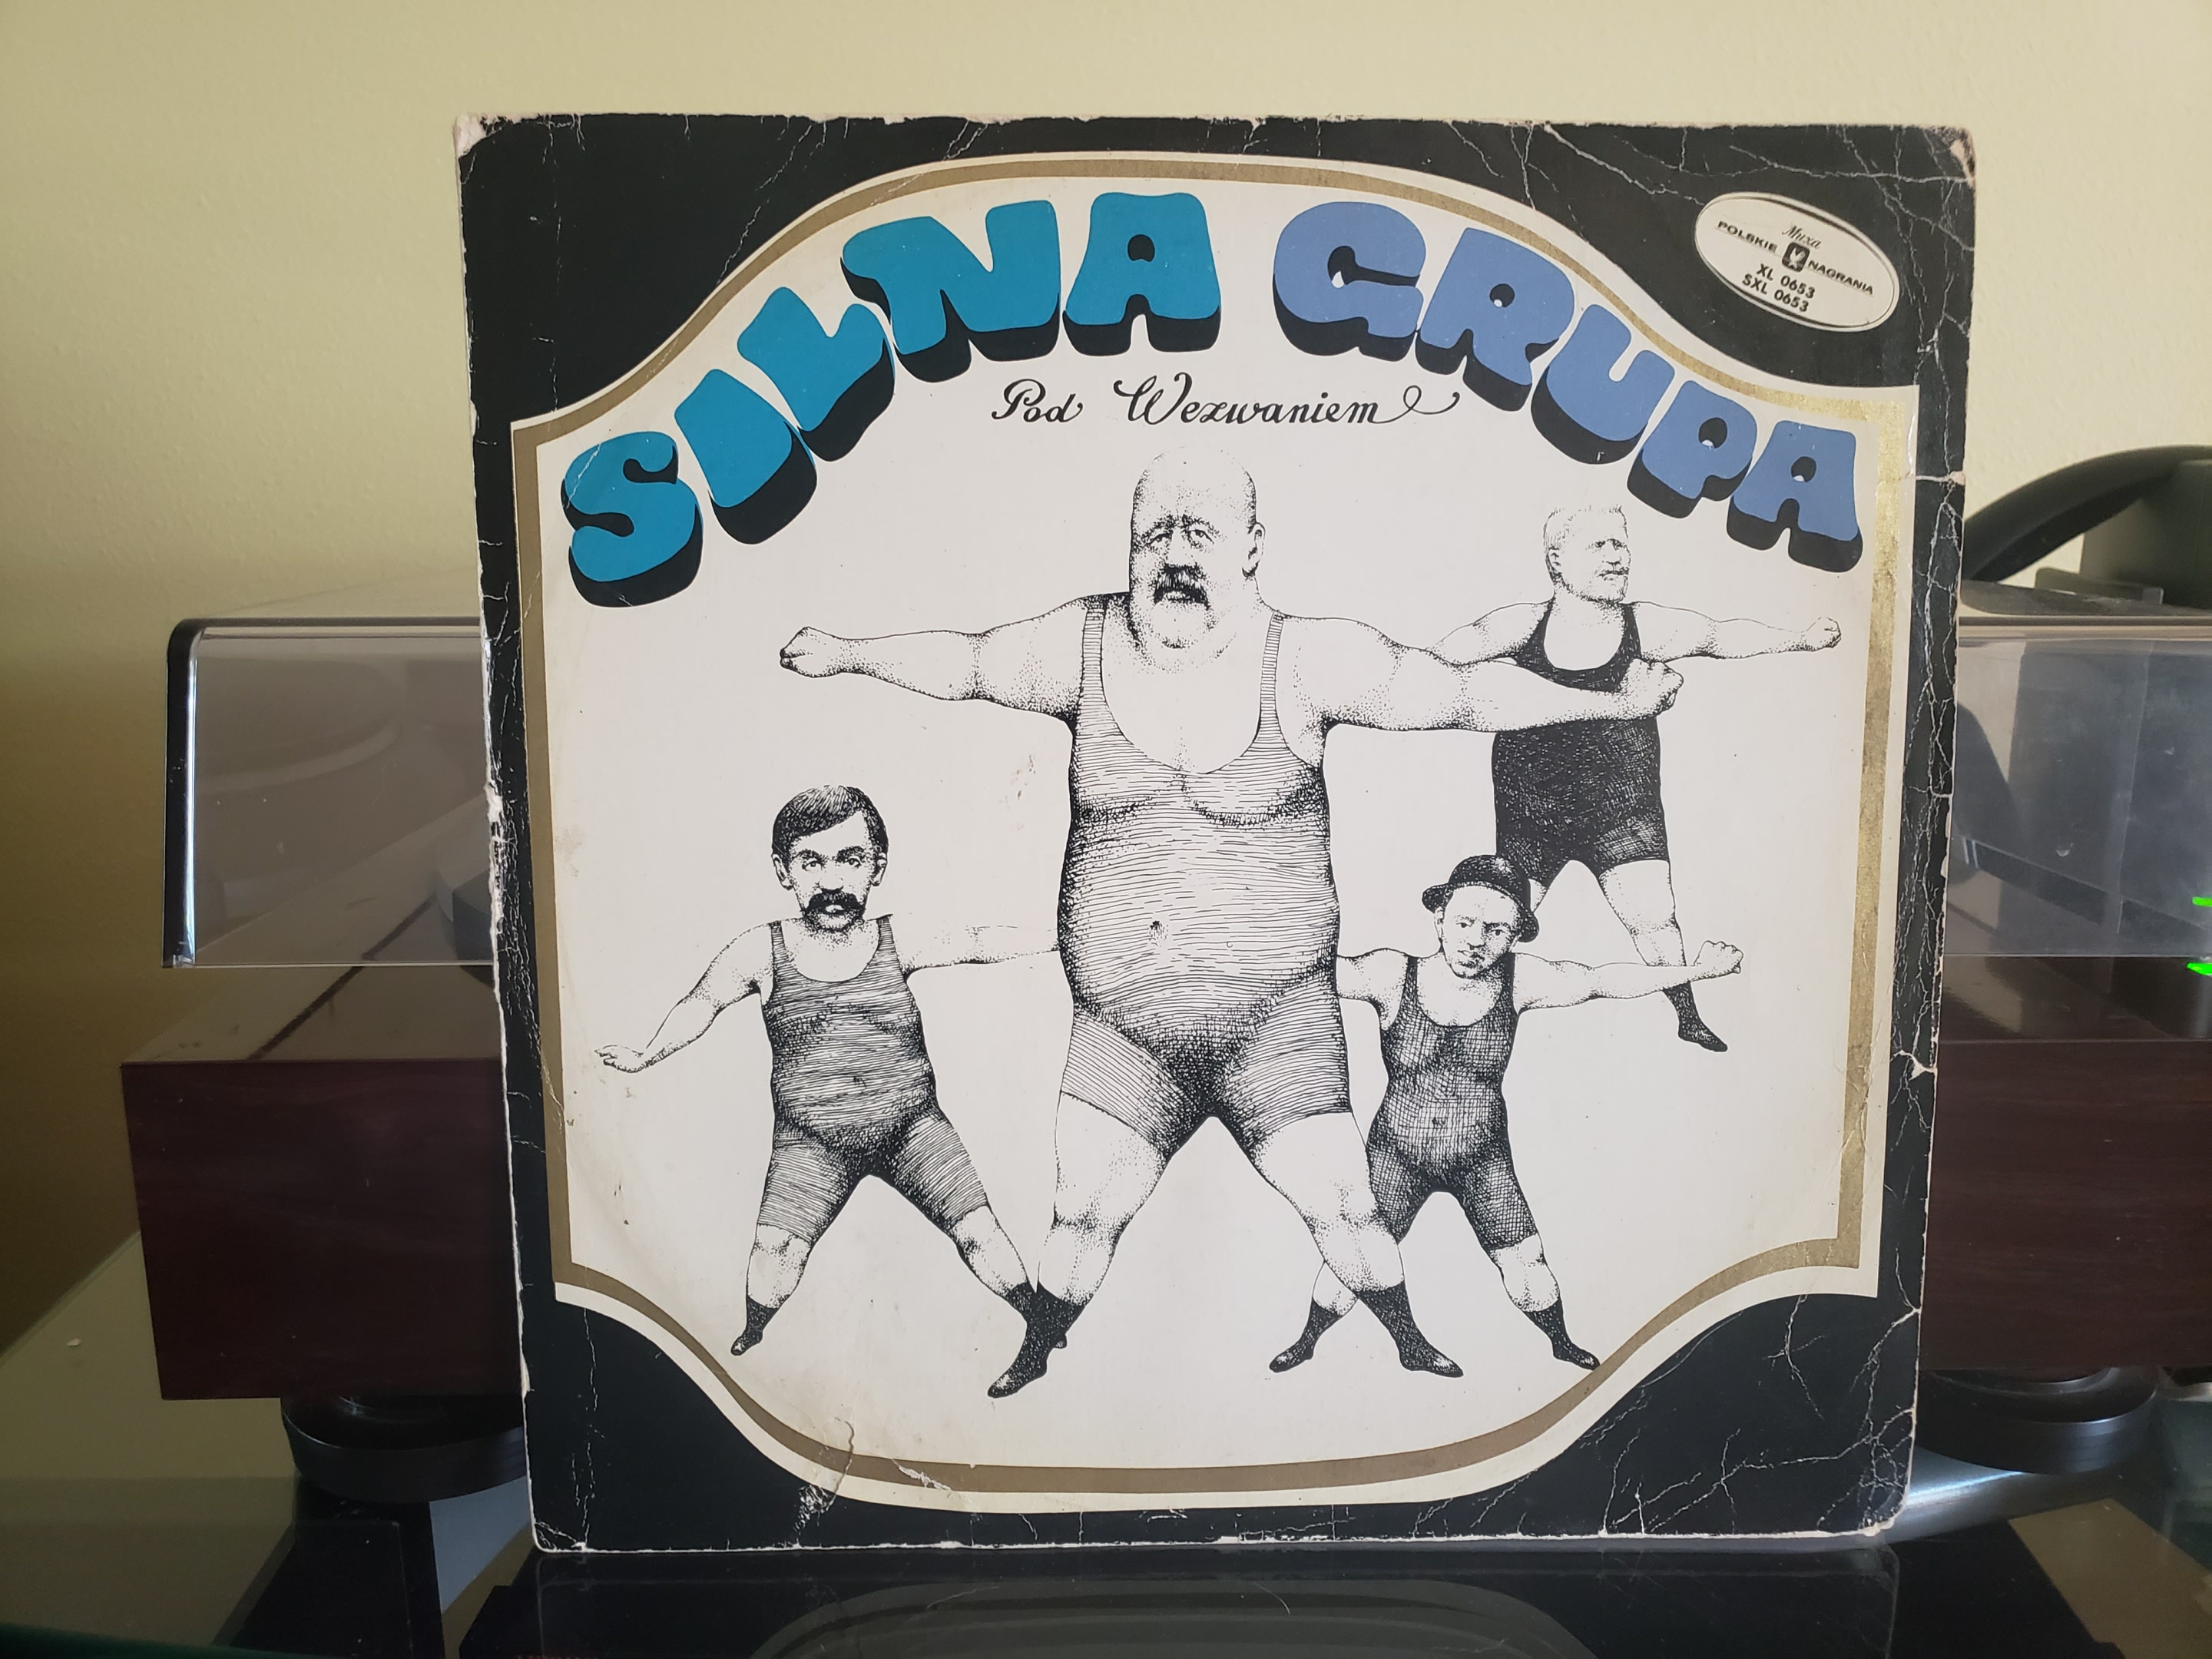 SILNA GRUPA
Pod Wezwaniem
Muza
POLSKIE NAGRANIA
XL 0653
SXL 0653